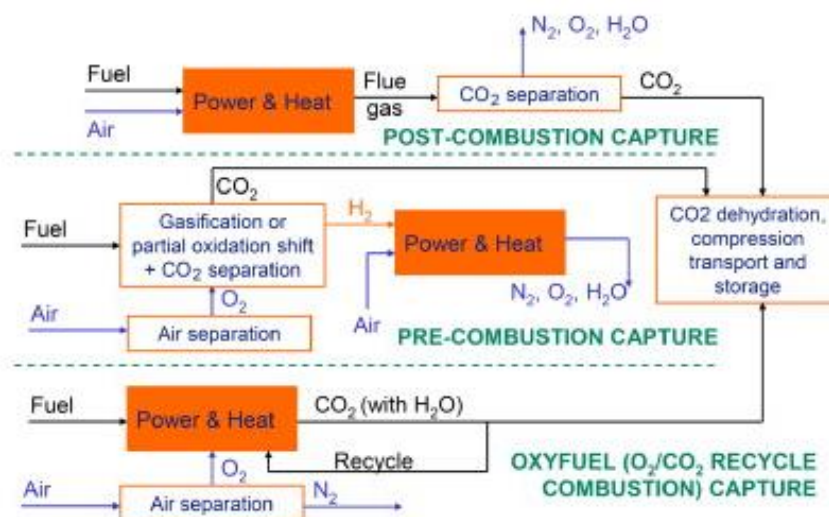 N₂, O₂, H₂O
Fuel
Power & Heat
Flue
gas
CO₂ separation
CO₂
Air
POST-COMBUSTION CAPTURE
CO₂
Fuel
Gasification or
partial oxidation shift
+ CO₂ separation
H₂
Power & Heat
CO2 dehydration,
compression
transport and
storage
O₂
N₂, O₂, H₂O
Air
Air separation
Air
PRE-COMBUSTION CAPTURE
Fuel
Power & Heat
CO₂ (with H₂O)
Recycle
O₂
OXYFUEL (O₂/CO₂ RECYCLE
COMBUSTION) CAPTURE
Air
Air separation
N₂